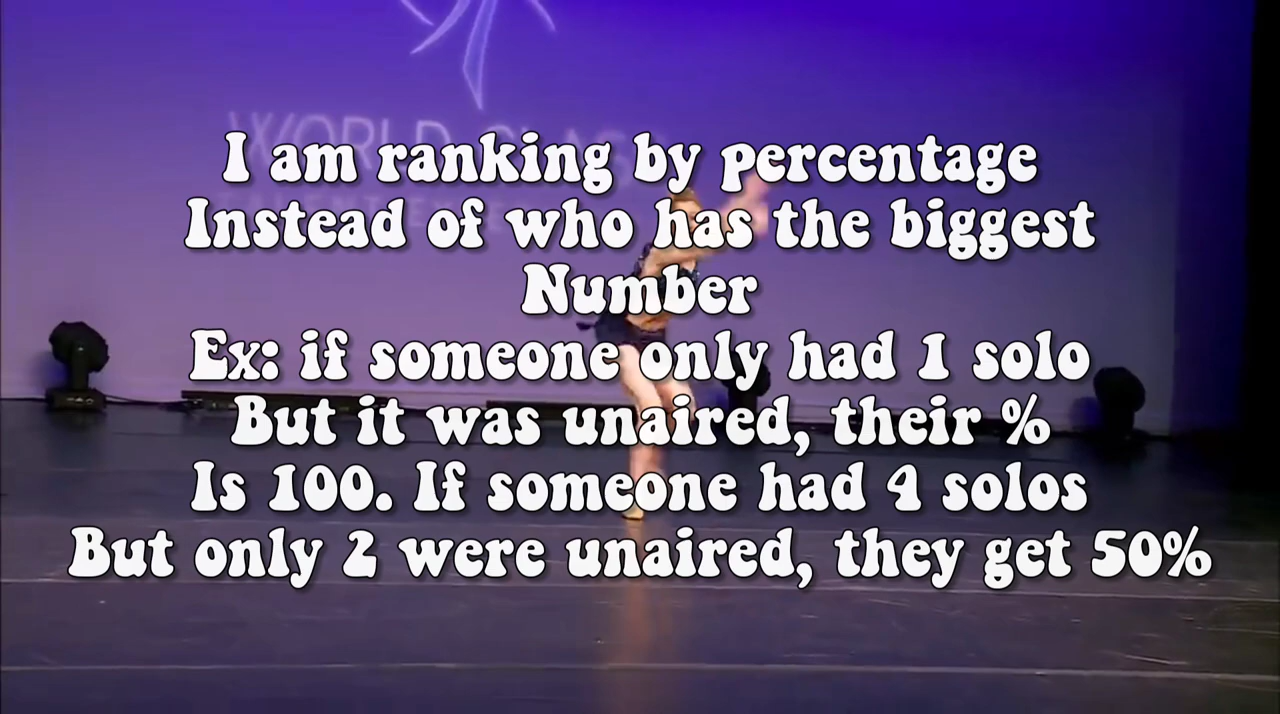 WORLD CLASS
I am ranking by percentage
Instead of who has the biggest
Number
Ex: if someone only had 1 solo
But it was unaired, their %
Is 100. If someone had 4 solos
But only 2 were unaired, they get 50%